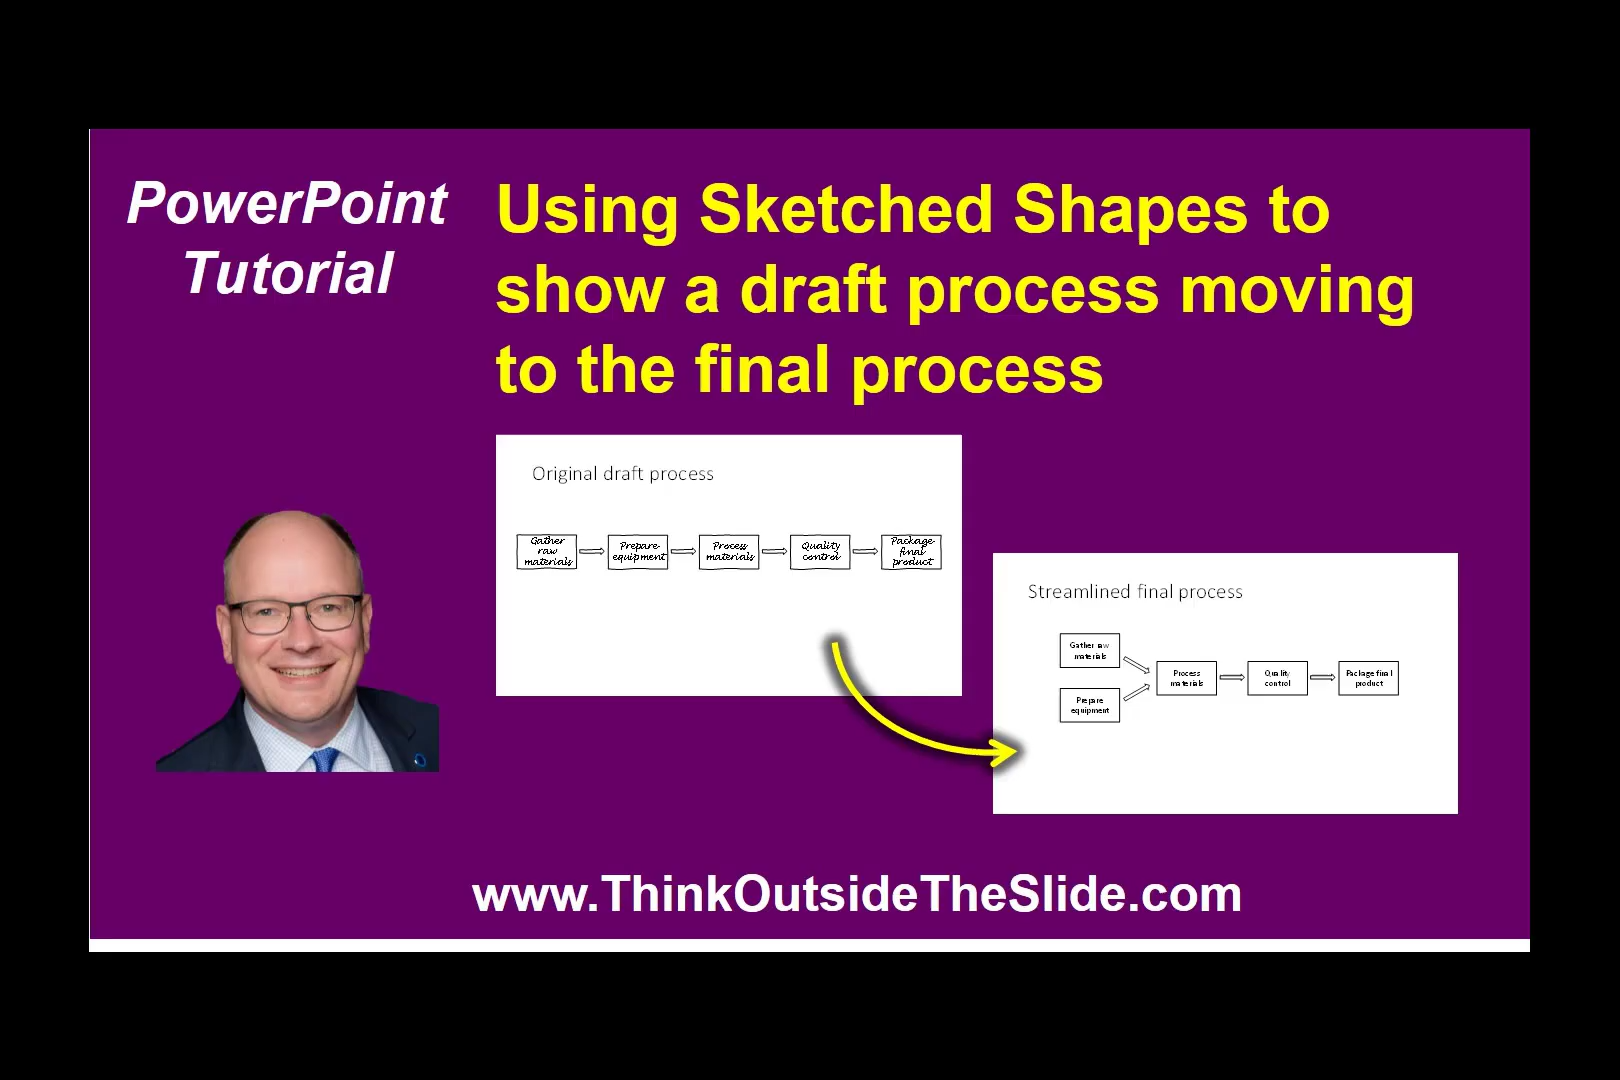 PowerPoint
Tutorial
Using Sketched Shapes to
show a draft process moving
to the final process
Original draft process
Gather
raw
materials
Prepare
equipment
Process
materials
Quality
control
Package
final
product
Streamlined final process
Gather raw
materials
Prepare
equipment
Process
materials
Quality
control
Package final
product
www.ThinkOutsideTheSlide.com